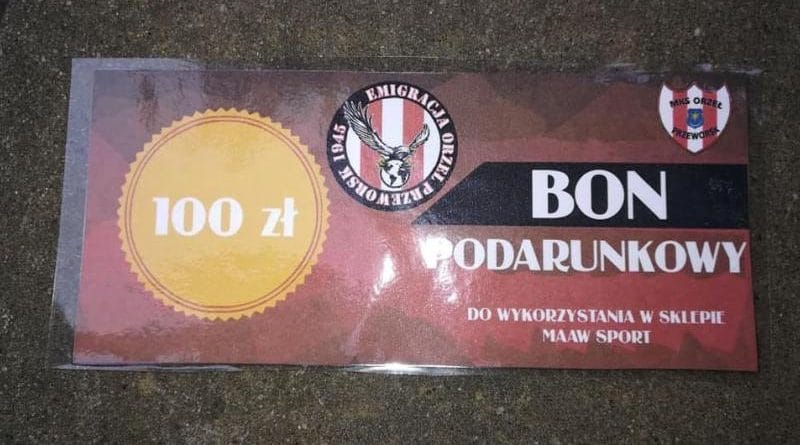 100 zł
EMIGRACJA ORZEŁ PRZEWORSK 1945
MKS ORZEŁ
PRZEWORSK
BON
PODARUNKOWY
DO WYKORZYSTANIA W SKLEPIE
MAAW SPORT